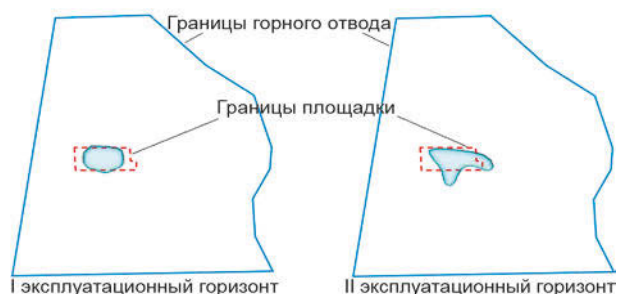 Границы горного отвода
Границы площадки
I эксплуатационный горизонт
II эксплуатационный горизонт